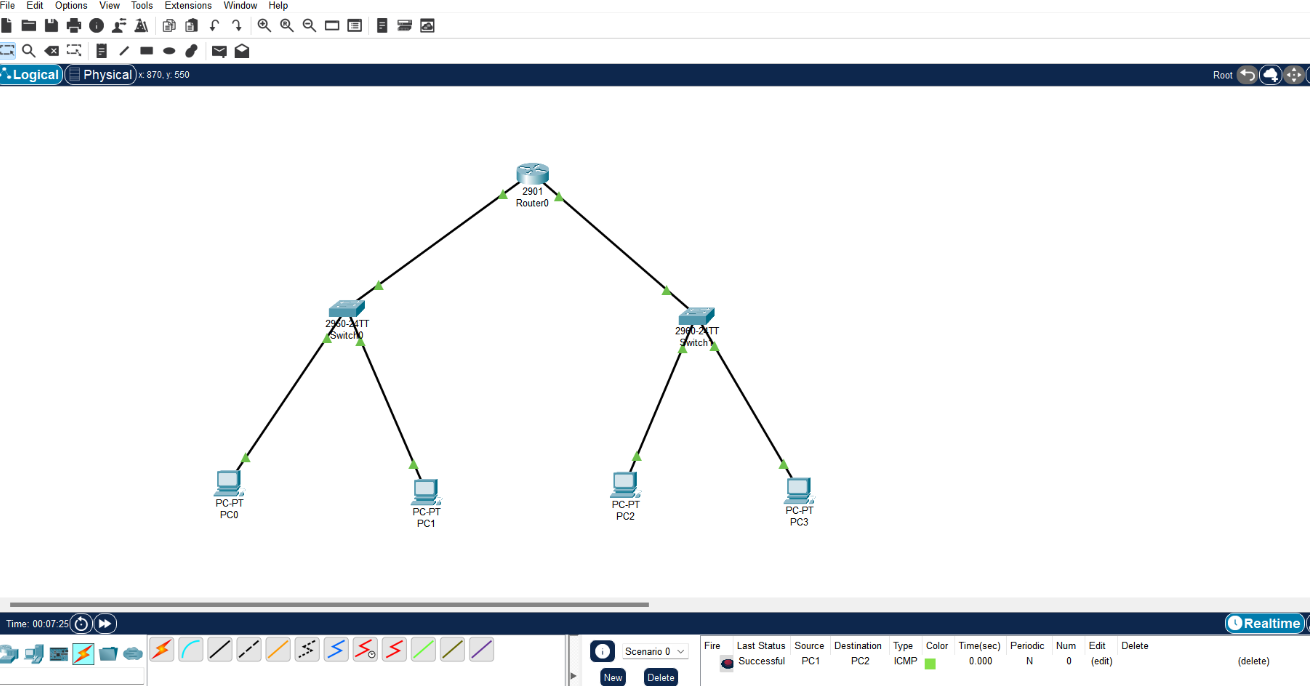 File Edit Options View Tools Extensions Window Help
Logical Physical x: 870, y: 550 Root
2901
Router0
2960-24TT
Switch0
2960-24TT
Switch1
PC-PT
PC0
PC-PT
PC1
PC-PT
PC2
PC-PT
PC3
Time: 00:07:25 Realtime
Scenario 0
New Delete
Fire Last Status Source Destination Type Color Time(sec) Periodic Num Edit Delete
Successful PC1 PC2 ICMP 0.000 N 0 (edit) (delete)